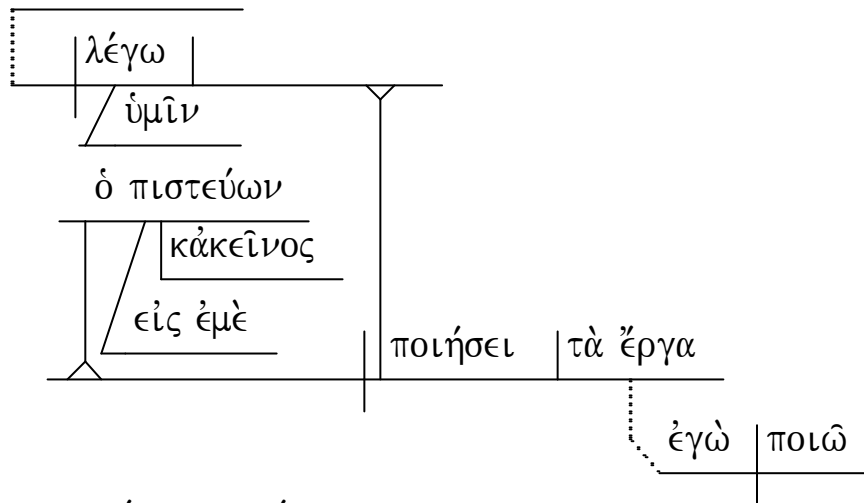 λέγω
ὑμῖν
ὁ πιστεύων
κἀκεῖνος
εἰς ἐμὲ
ποιήσει τὰ ἔργα
ἐγὼ ποιῶ